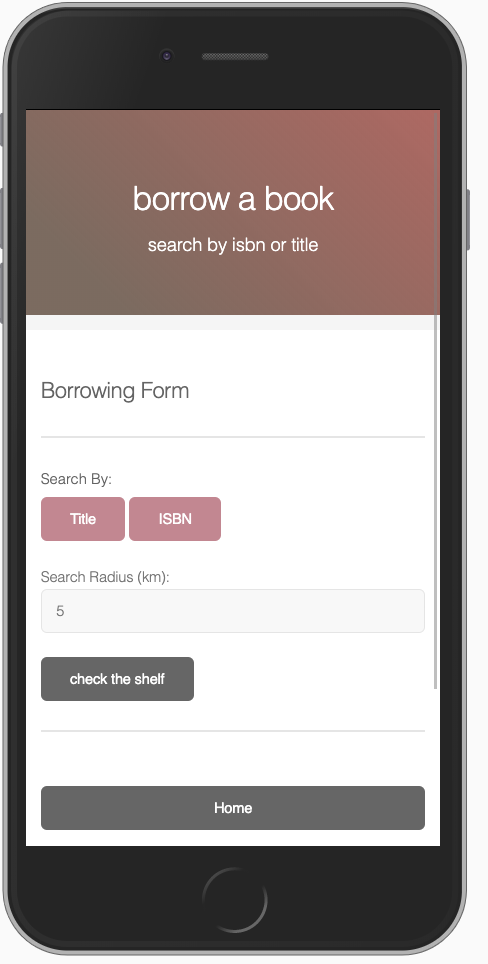 borrow a book
search by isbn or title
Borrowing Form
Search By:
Title ISBN
Search Radius (km):
5
check the shelf
Home